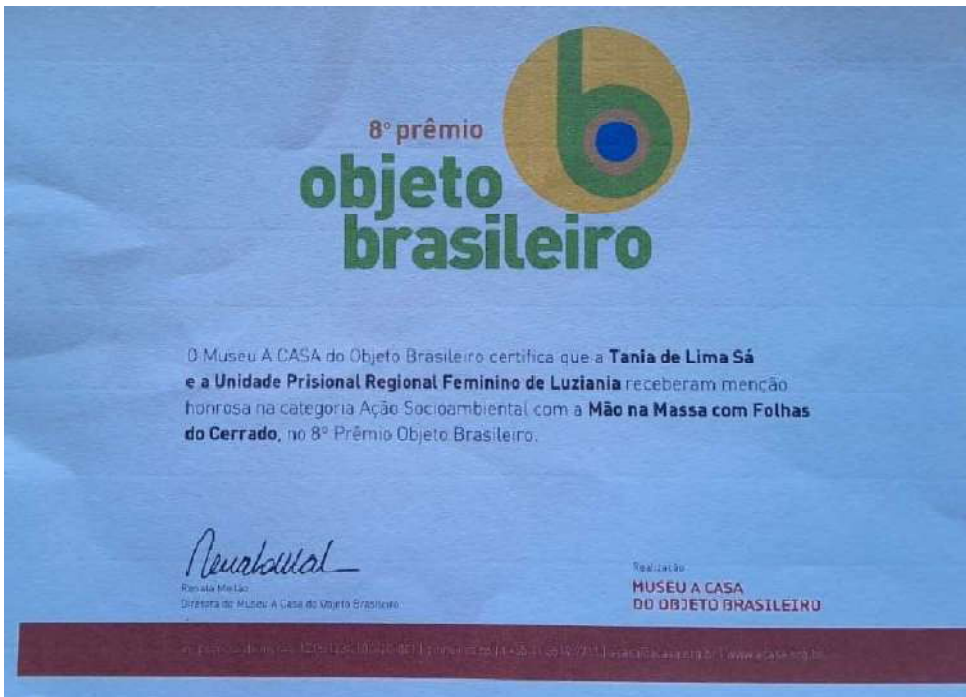 8º prêmio
objeto
brasileiro
O Museu A CASA do Objeto Brasileiro certifica que a Tania de Lima Sá
e a Unidade Prisional Regional Feminino de Luziania receberam menção
honrosa na categoria Ação Socioambiental com a Mão na Massa com Folhas
do Cerrado, no 8º Prêmio Objeto Brasileiro.
Renata Mellão
Diretora do Museu A Casa do Objeto Brasileiro
Realização
MUSEU A CASA
DO OBJETO BRASILEIRO